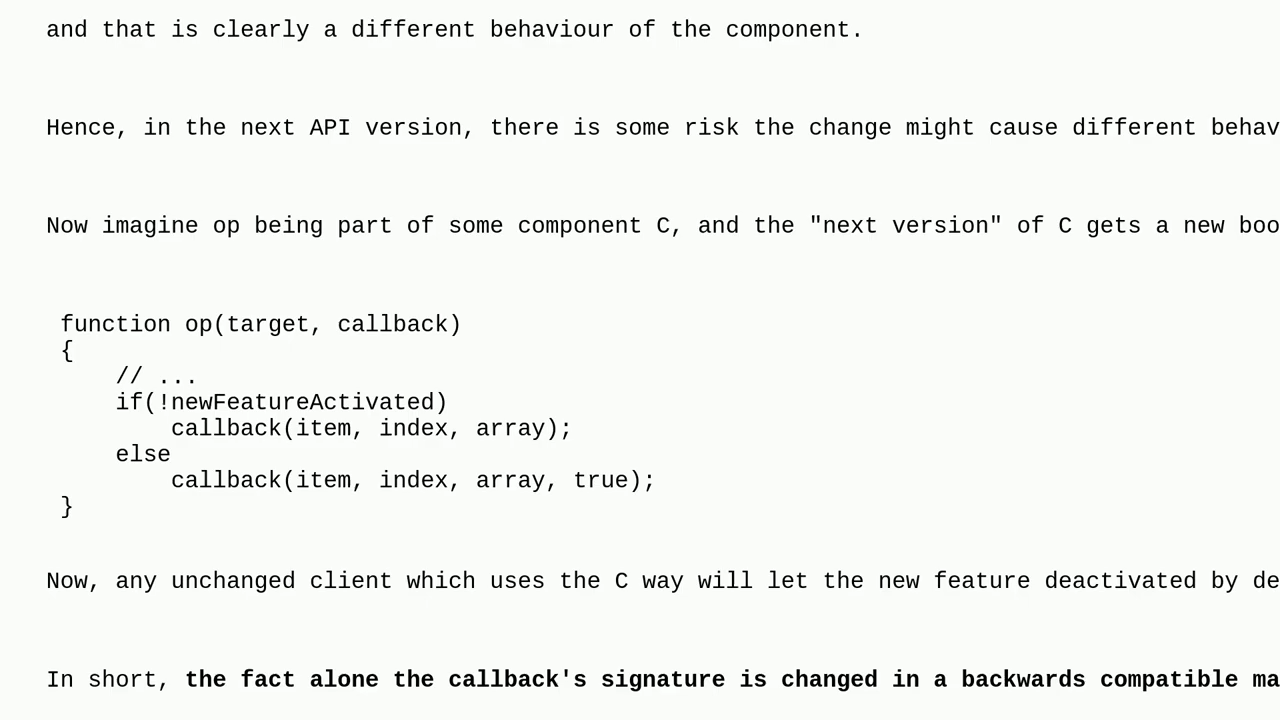 and that is clearly a different behaviour of the component.
Hence, in the next API version, there is some risk the change might cause different behav
Now imagine op being part of some component C, and the "next version" of C gets a new boo
function op(target, callback)
{
    // ...
    if(!newFeatureActivated)
        callback(item, index, array);
    else
        callback(item, index, array, true);
}
Now, any unchanged client which uses the C way will let the new feature deactivated by de
In short, the fact alone the callback's signature is changed in a backwards compatible ma